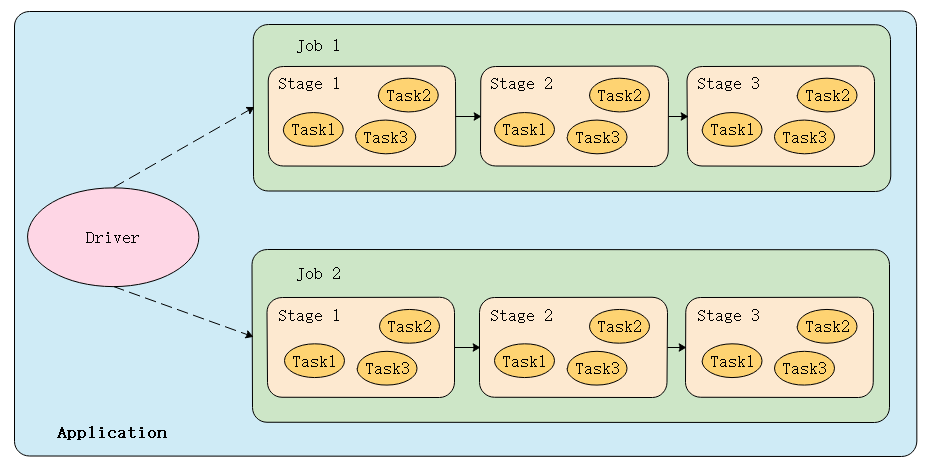 Job 1
Stage 1
Task2
Task1
Task3
Stage 2
Task2
Task1
Task3
Stage 3
Task2
Task1
Task3
Driver
Job 2
Stage 1
Task2
Task1
Task3
Stage 2
Task2
Task1
Task3
Stage 3
Task2
Task1
Task3
Application